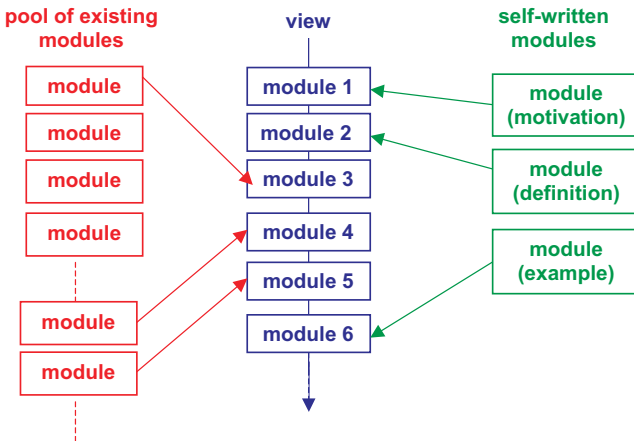 pool of existing
modules
module
module
module
module
module
module
view
module 1
module 2
module 3
module 4
module 5
module 6
self-written
modules
module
(motivation)
module
(definition)
module
(example)